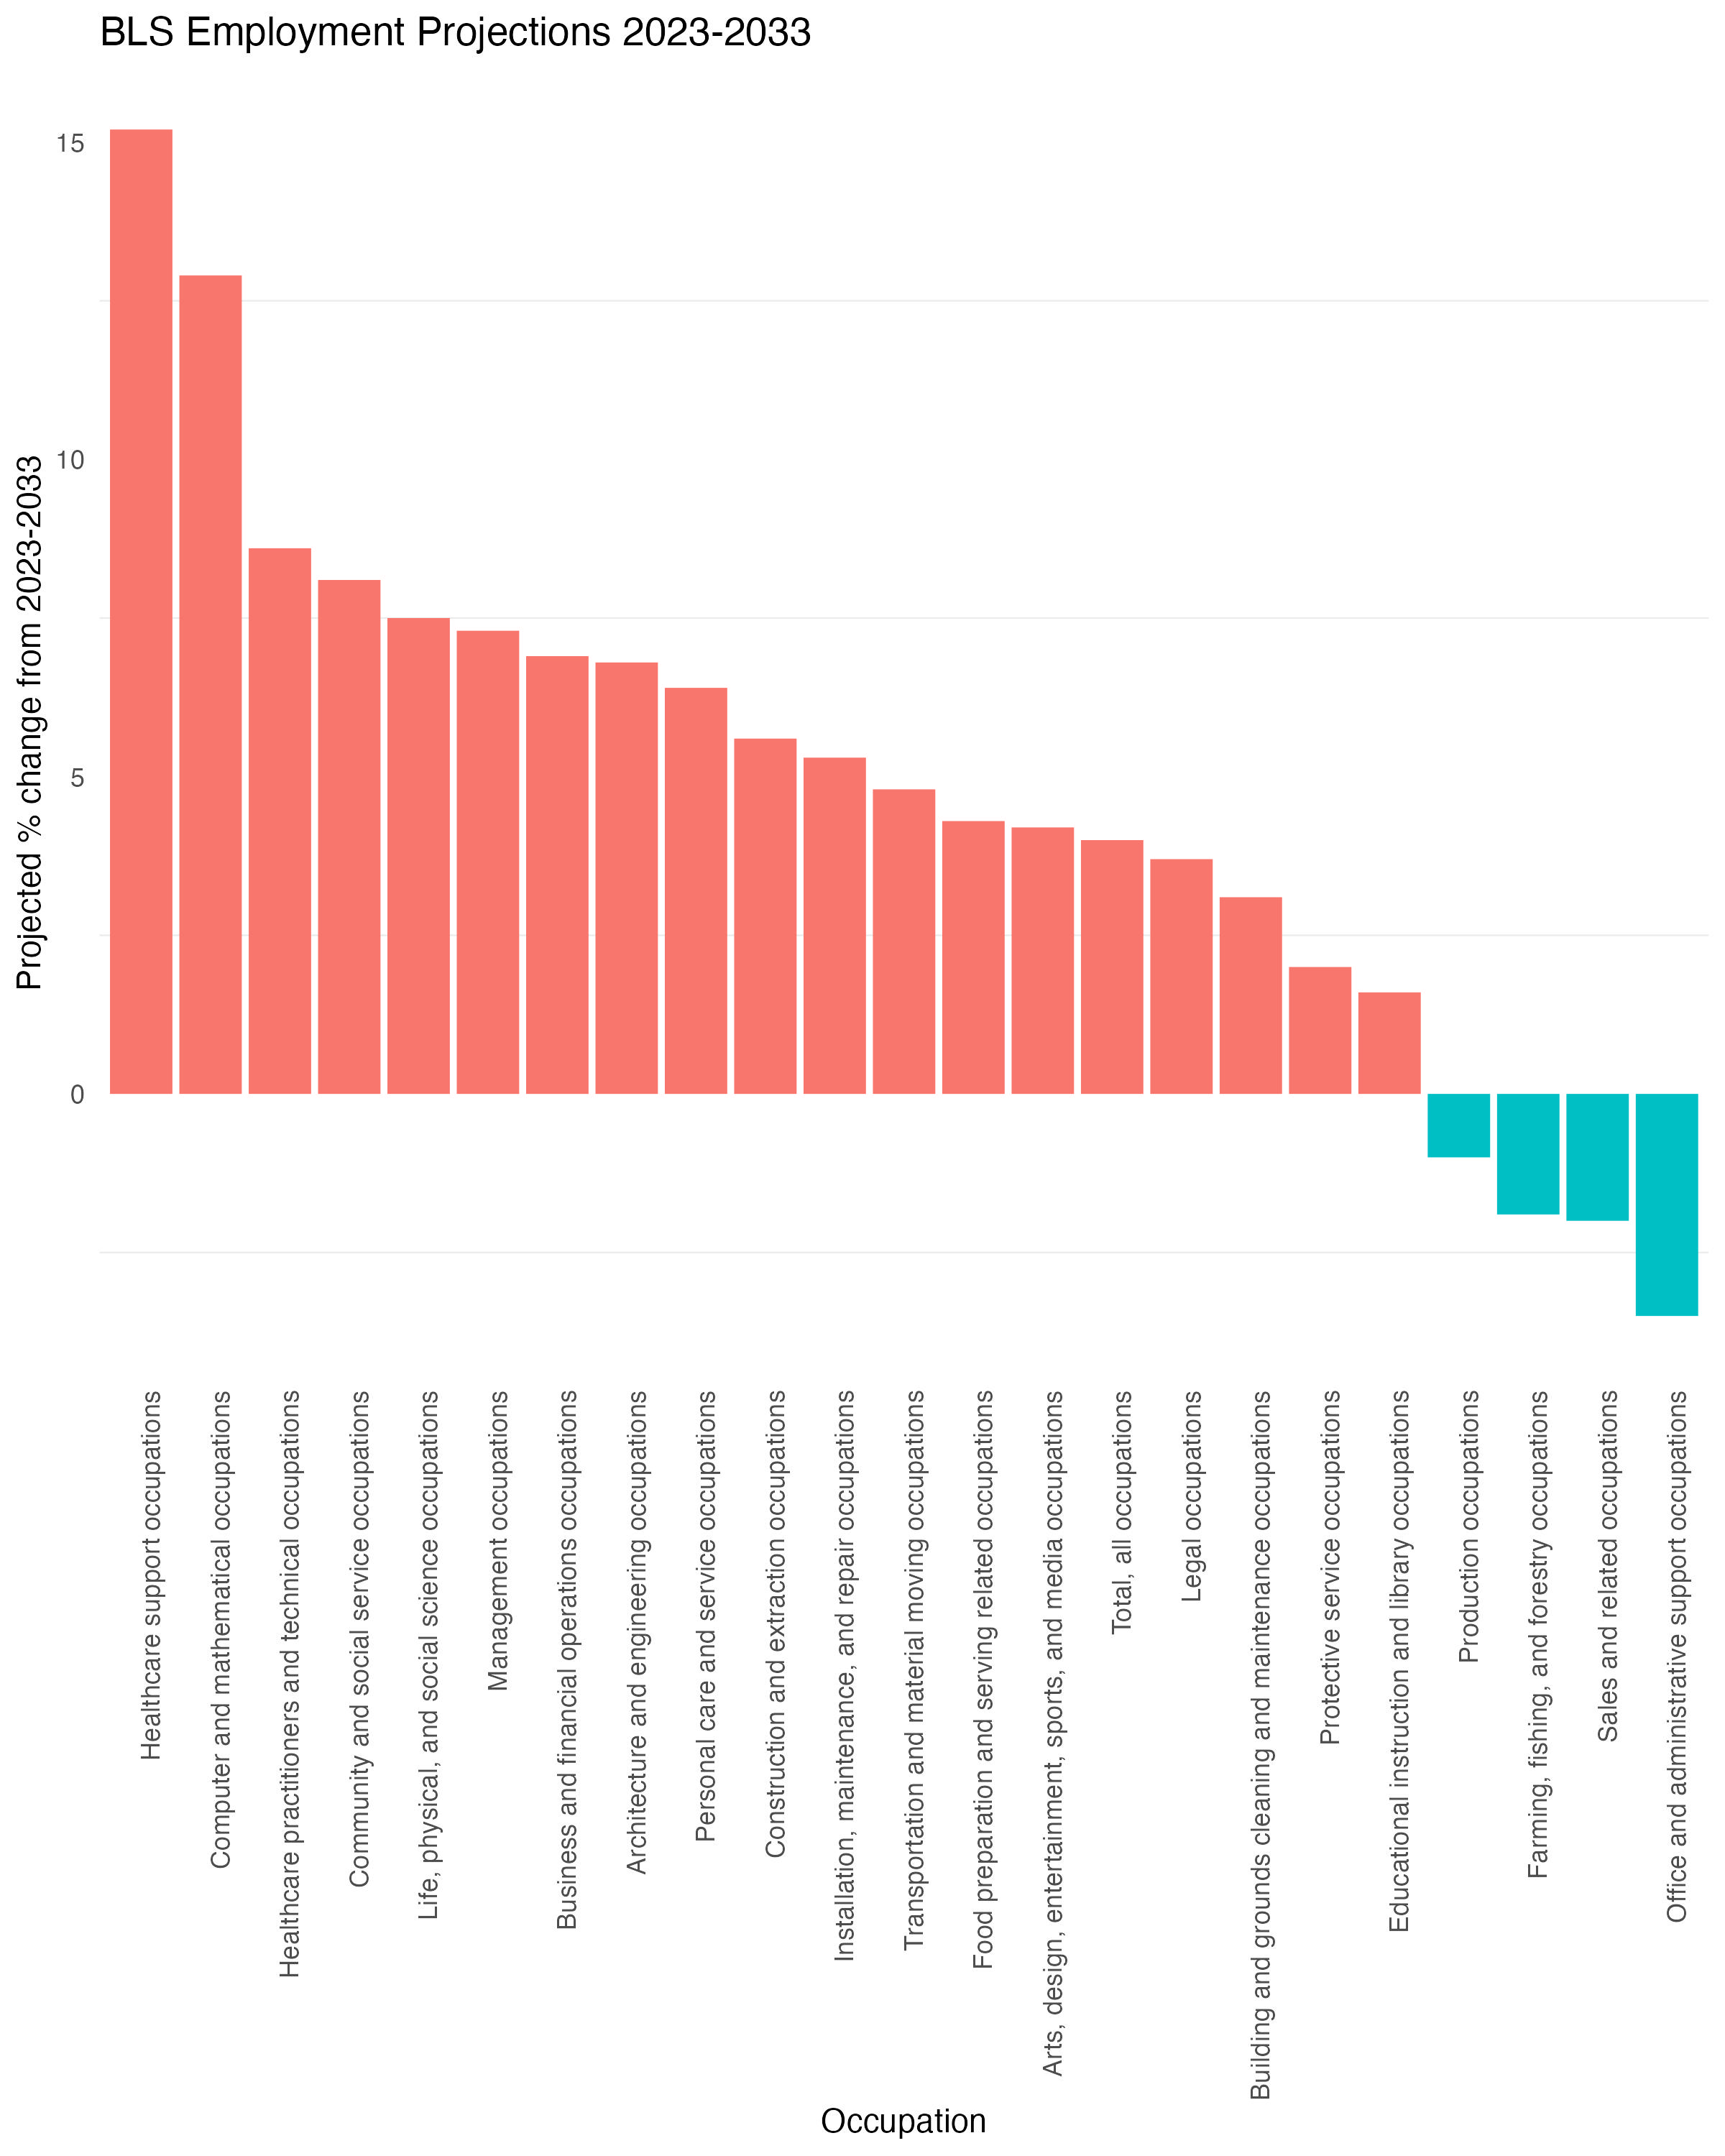 BLS Employment Projections 2023-2033
Projected % change from 2023-2033
15
10
5
0
Healthcare support occupations
Computer and mathematical occupations
Healthcare practitioners and technical occupations
Community and social service occupations
Life, physical, and social science occupations
Management occupations
Business and financial operations occupations
Architecture and engineering occupations
Personal care and service occupations
Construction and extraction occupations
Installation, maintenance, and repair occupations
Transportation and material moving occupations
Food preparation and serving related occupations
Arts, design, entertainment, sports, and media occupations
Total, all occupations
Legal occupations
Building and grounds cleaning and maintenance occupations
Protective service occupations
Educational instruction and library occupations
Production occupations
Farming, fishing, and forestry occupations
Sales and related occupations
Office and administrative support occupations
Occupation